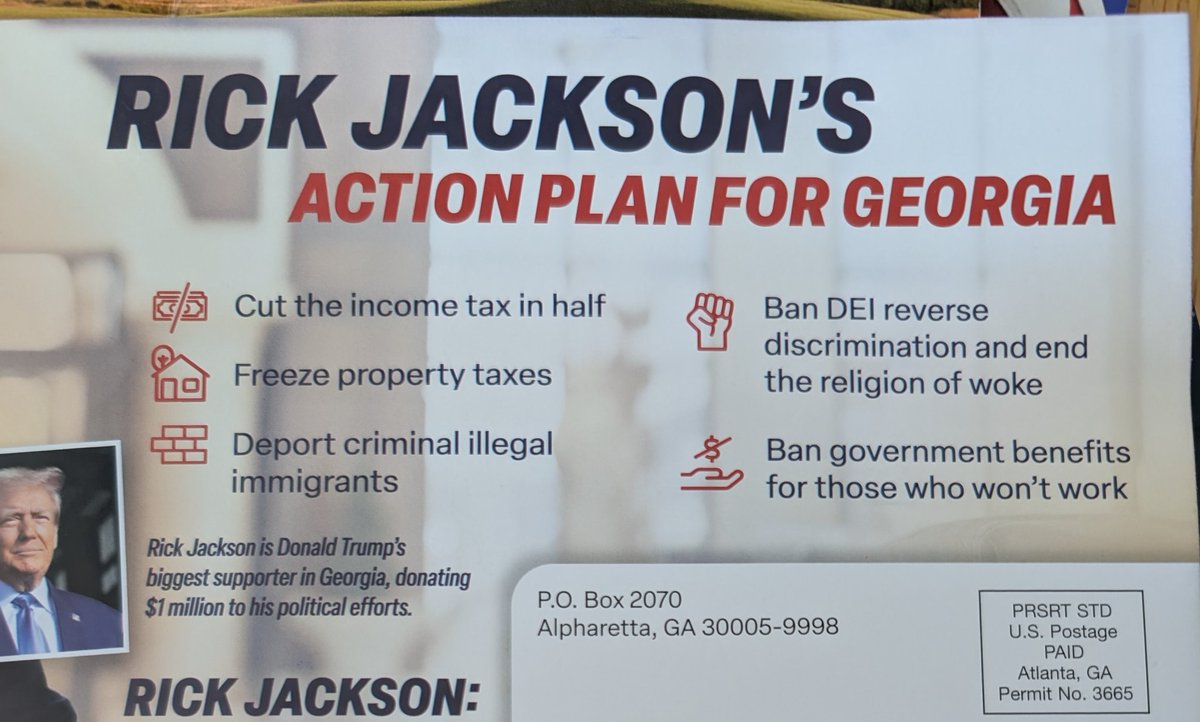 RICK JACKSON'S
ACTION PLAN FOR GEORGIA
Cut the income tax in half
Freeze property taxes
Deport criminal illegal
immigrants
Ban DEI reverse
discrimination and end
the religion of woke
Ban government benefits
for those who won't work
Rick Jackson is Donald Trump's
biggest supporter in Georgia, donating
$1 million to his political efforts.
RICK JACKSON:
P.O. Box 2070
Alpharetta, GA 30005-9998
PRSRT STD
U.S. Postage
PAID
Atlanta, GA
Permit No. 3665